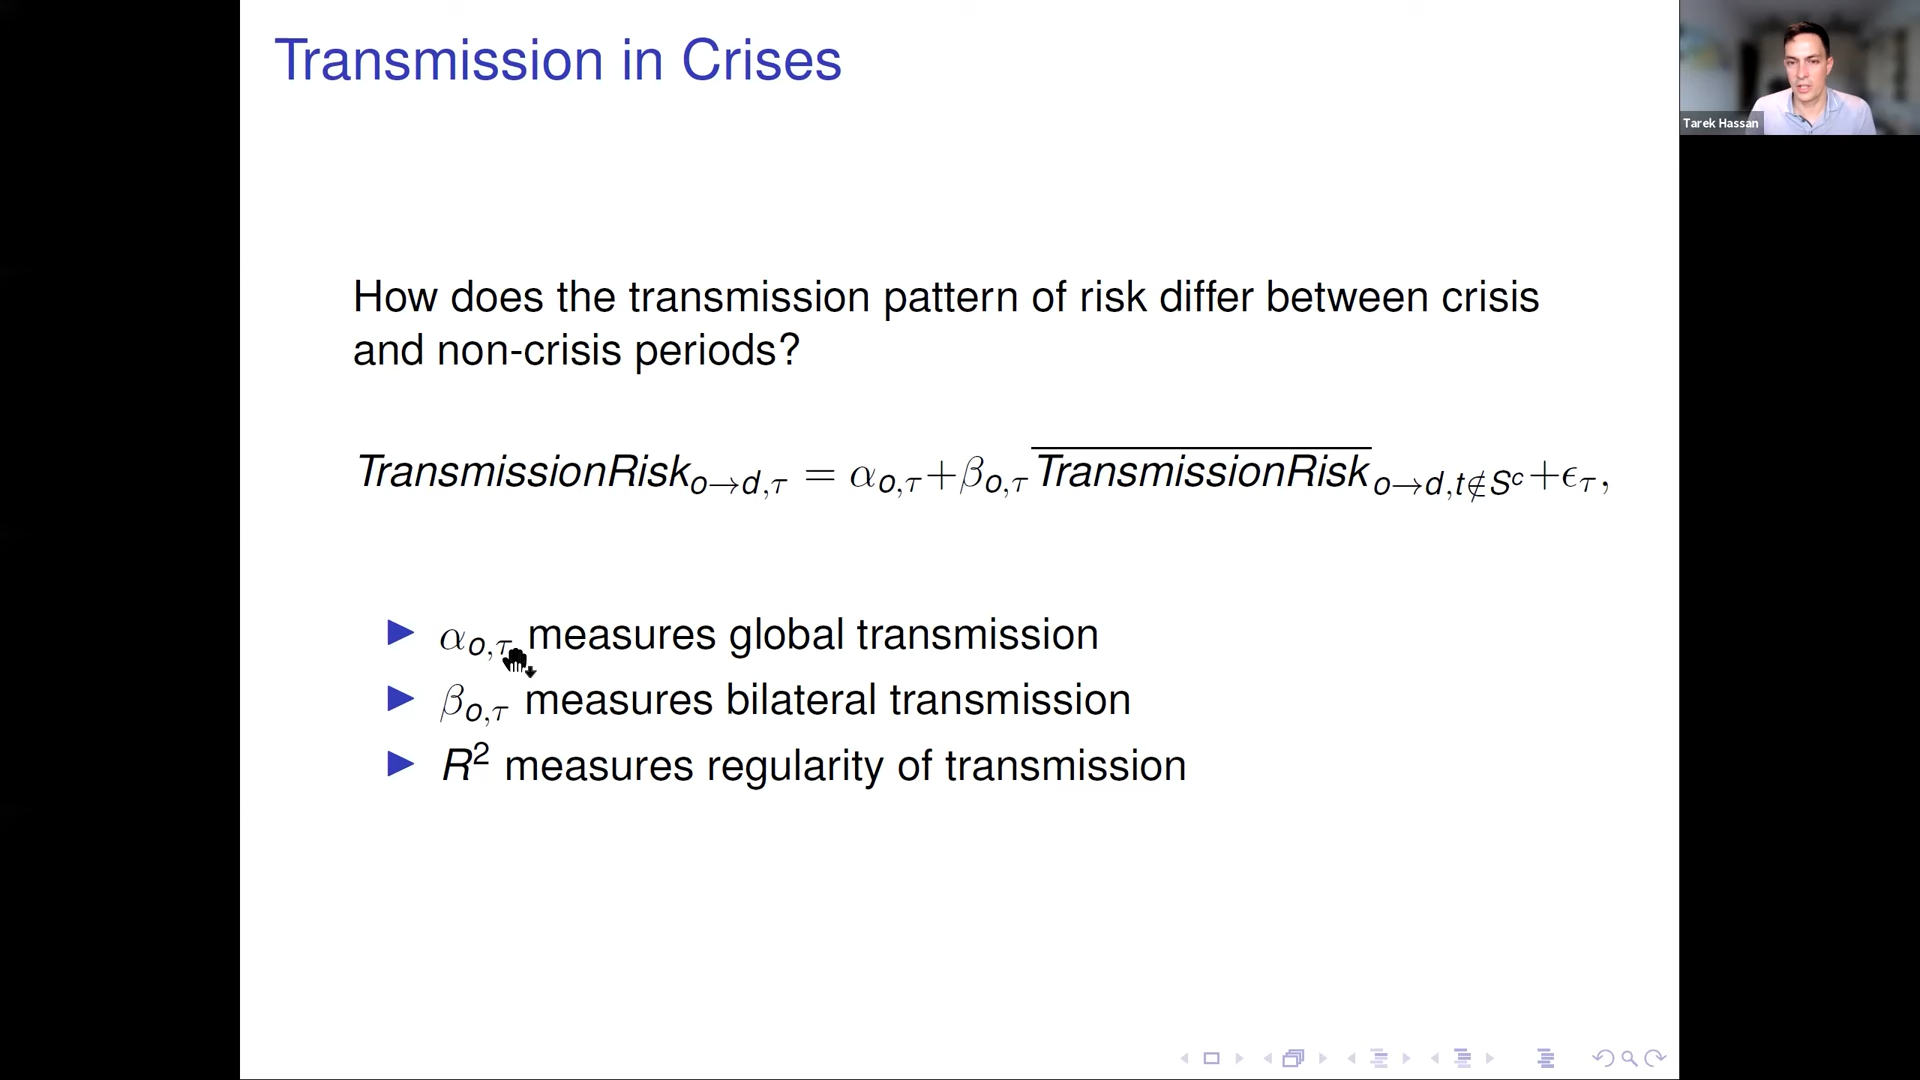 Transmission in Crises
Tarek Hassan
How does the transmission pattern of risk differ between crisis
and non-crisis periods?
TransmissionRisk_{o→d,τ} = α_{o,τ}+β_{o,τ}\overline{TransmissionRisk}_{o→d,t∉S^c}+ϵ_τ,
▶ α_{o,τ} measures global transmission
▶ β_{o,τ} measures bilateral transmission
▶ R² measures regularity of transmission